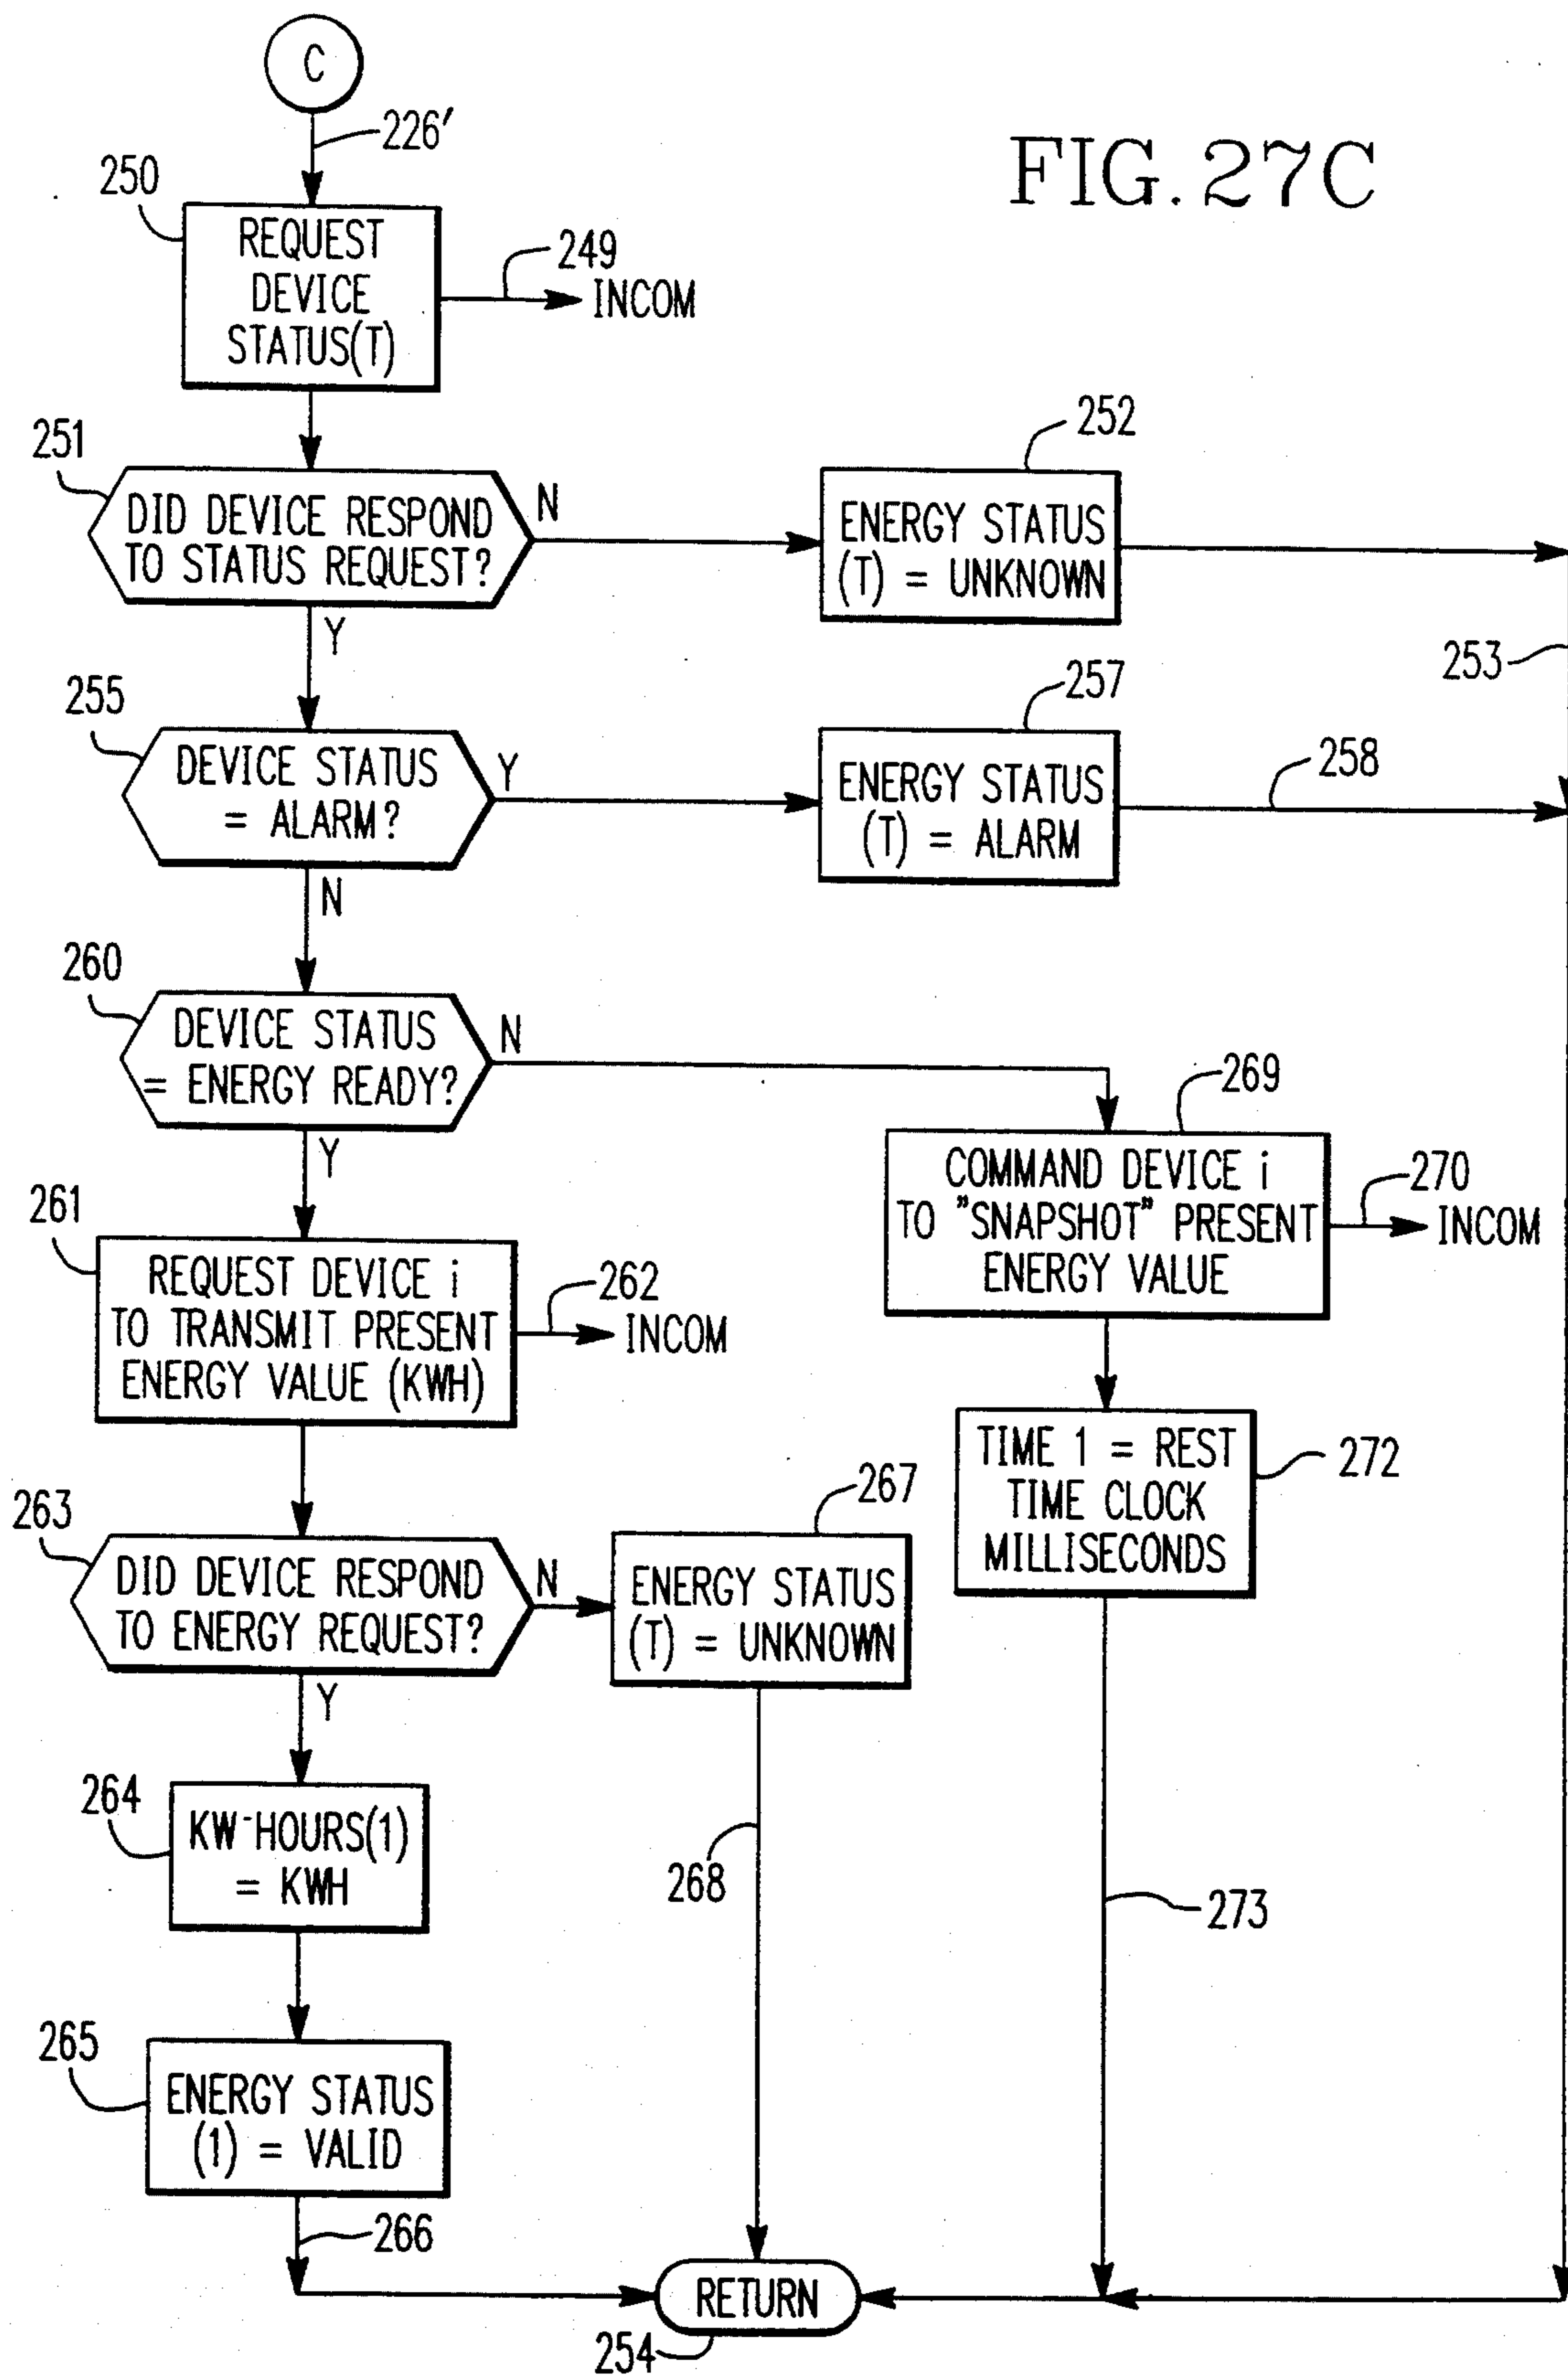 C
226'
FIG. 27C
250
REQUEST
DEVICE
STATUS(T)
249
INCOM
251
DID DEVICE RESPOND
TO STATUS REQUEST?
N
252
ENERGY STATUS
(T) = UNKNOWN
Y
253
255
DEVICE STATUS
= ALARM?
Y
257
ENERGY STATUS
(T) = ALARM
258
N
260
DEVICE STATUS
= ENERGY READY?
N
269
COMMAND DEVICE i
TO "SNAPSHOT" PRESENT
ENERGY VALUE
270
INCOM
Y
261
REQUEST DEVICE i
TO TRANSMIT PRESENT
ENERGY VALUE (KWH)
262
INCOM
TIME 1 = REST
TIME CLOCK
MILLISECONDS
272
263
DID DEVICE RESPOND
TO ENERGY REQUEST?
N
267
ENERGY STATUS
(T) = UNKNOWN
Y
264
KW-HOURS(1)
= KWH
268
273
265
ENERGY STATUS
(1) = VALID
266
RETURN
254